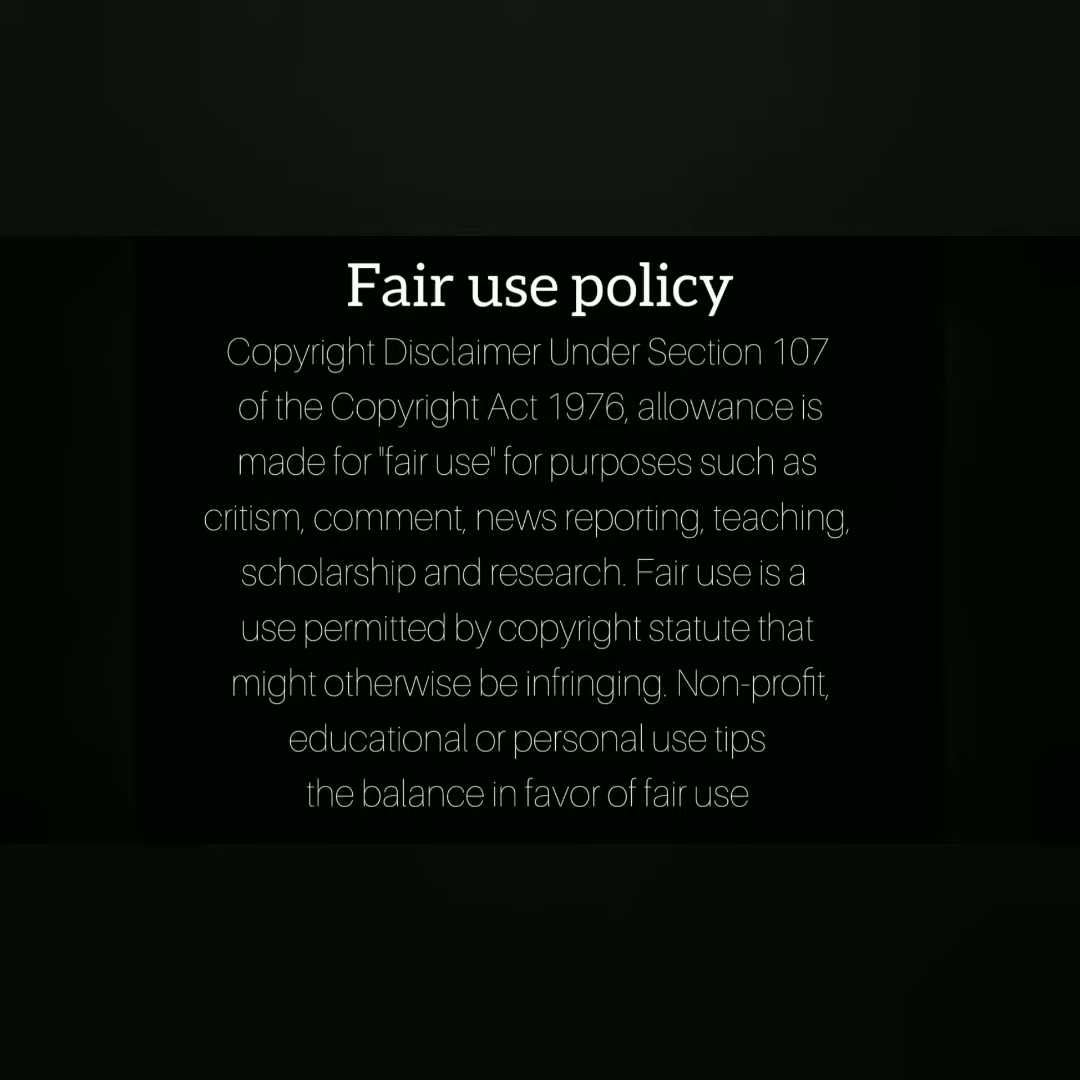 Fair use policy
Copyright Disclaimer Under Section 107
of the Copyright Act 1976, allowance is
made for "fair use" for purposes such as
critism, comment, news reporting, teaching,
scholarship and research. Fair use is a
use permitted by copyright statute that
might otherwise be infringing. Non-profit,
educational or personal use tips
the balance in favor of fair use